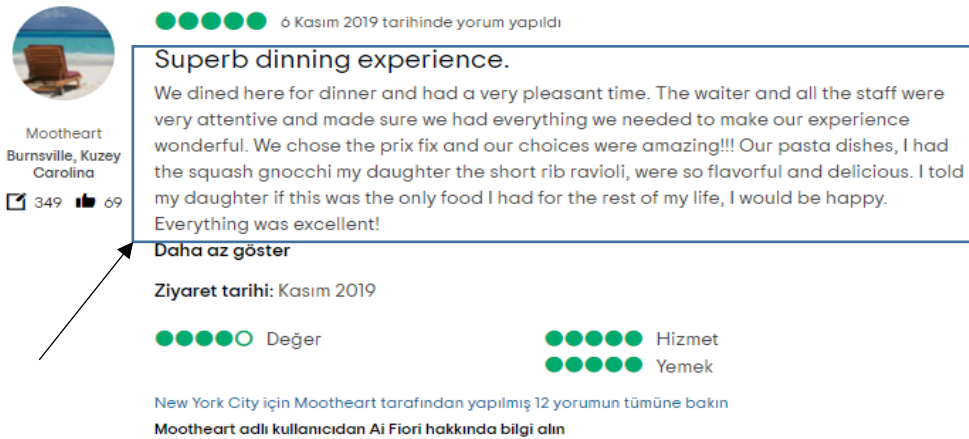 6 Kasım 2019 tarihinde yorum yapıldı
Superb dinning experience.
We dined here for dinner and had a very pleasant time. The waiter and all the staff were
very attentive and made sure we had everything we needed to make our experience
wonderful. We chose the prix fix and our choices were amazing!!! Our pasta dishes, I had
the squash gnocchi my daughter the short rib ravioli, were so flavorful and delicious. I told
my daughter if this was the only food I had for the rest of my life, I would be happy.
Everything was excellent!
Mootheart
Burnsville, Kuzey
Carolina
349 69
Daha az göster
Ziyaret tarihi: Kasım 2019
Değer
Hizmet
Yemek
New York City için Mootheart tarafından yapılmış 12 yorumun tümüne bakın
Mootheart adlı kullanıcıdan Ai Fiori hakkında bilgi alın